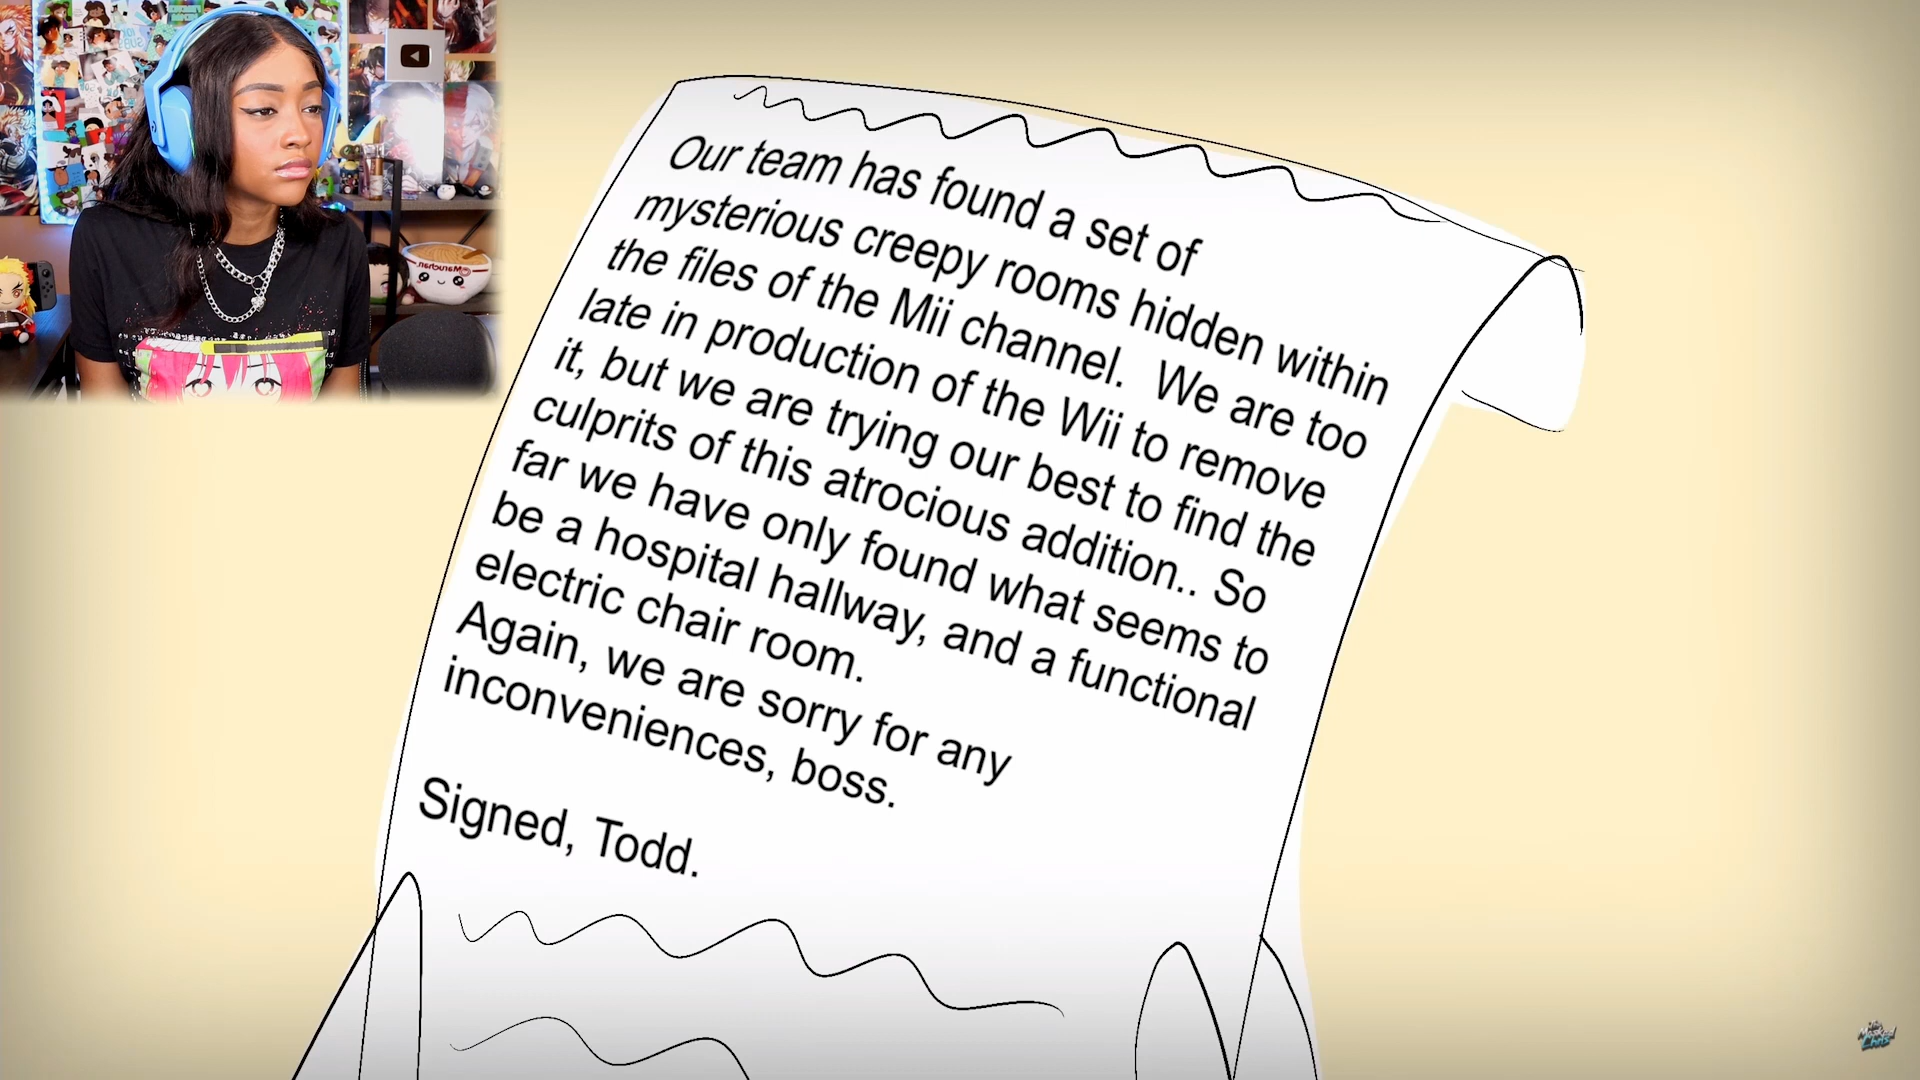 Our team has found a set of
mysterious creepy rooms hidden within
the files of the Mii channel. We are too
late in production of the Wii to remove
it, but we are trying our best to find the
culprits of this atrocious addition.. So
far we have only found what seems to
be a hospital hallway, and a functional
electric chair room.
Again, we are sorry for any
inconveniences, boss.
Signed, Todd.